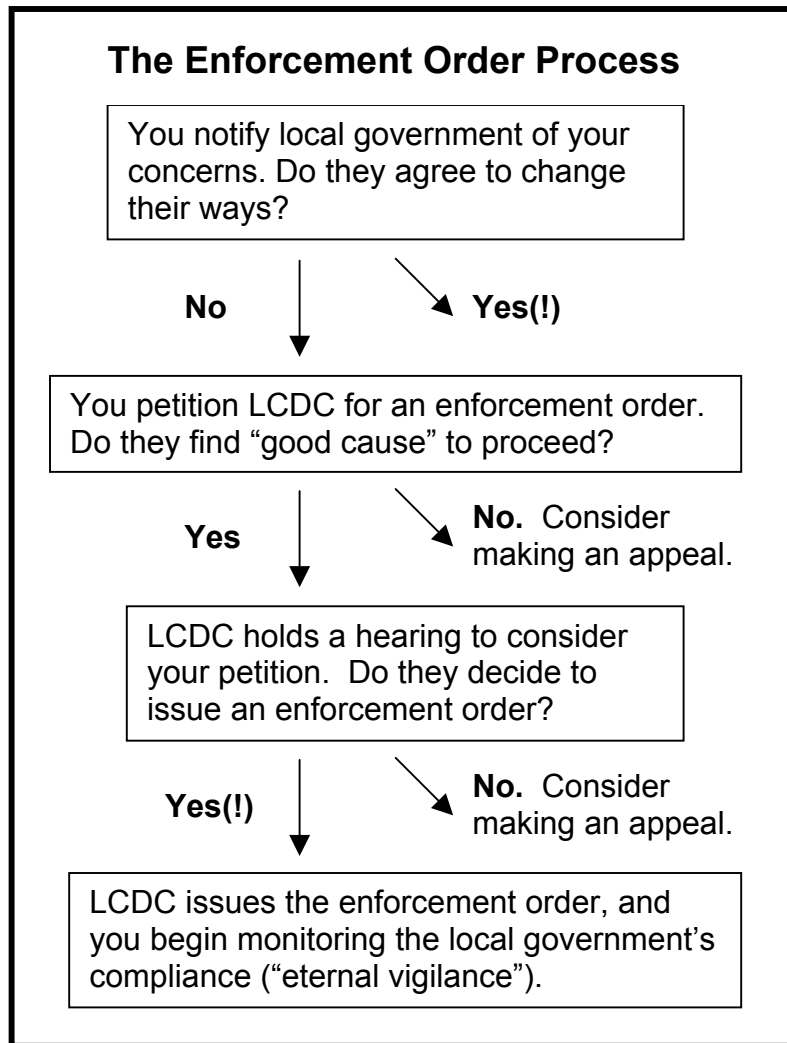 The Enforcement Order Process
You notify local government of your
concerns. Do they agree to change
their ways?
No
Yes(!)
You petition LCDC for an enforcement order.
Do they find “good cause” to proceed?
Yes
No.  Consider
making an appeal.
LCDC holds a hearing to consider
your petition.  Do they decide to
issue an enforcement order?
Yes(!)
No.  Consider
making an appeal.
LCDC issues the enforcement order, and
you begin monitoring the local government’s
compliance (“eternal vigilance”).